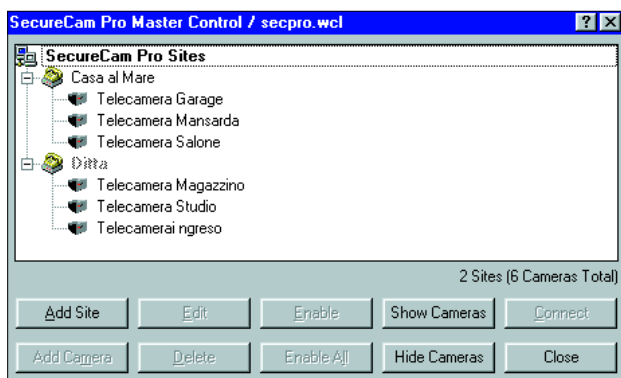 SecureCam Pro Master Control / secpro.wcl
SecureCam Pro Sites
Casa al Mare
Telecamera Garage
Telecamera Mansarda
Telecamera Salone
Ditta
Telecamera Magazzino
Telecamera Studio
Telecamerai ngreso
2 Sites (6 Cameras Total)
Add Site Edit Enable Show Cameras Connect
Add Camera Delete Enable All Hide Cameras Close